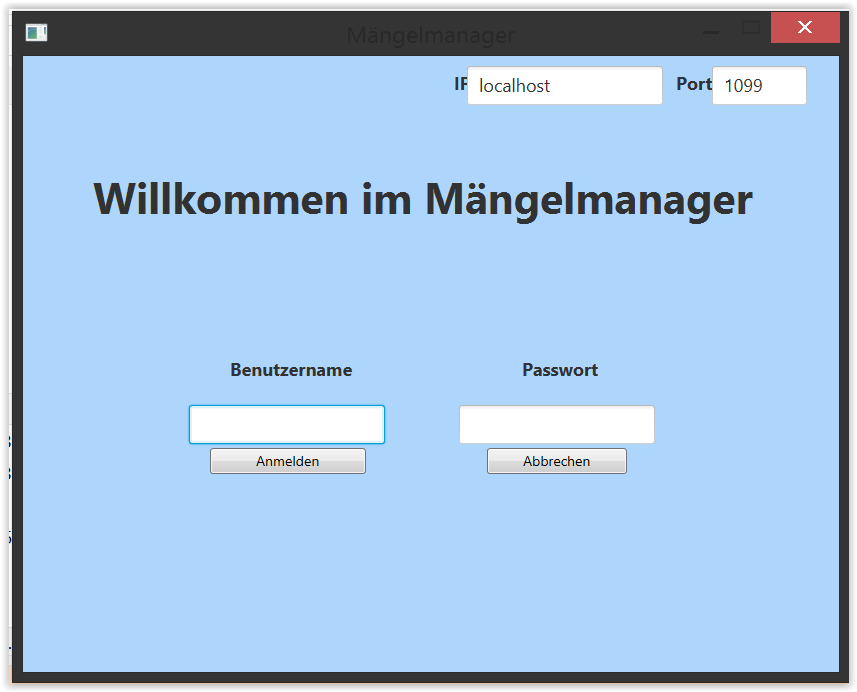 Mängelmanager
IP localhost Port 1099
Willkommen im Mängelmanager
Benutzername Passwort
Anmelden Abbrechen